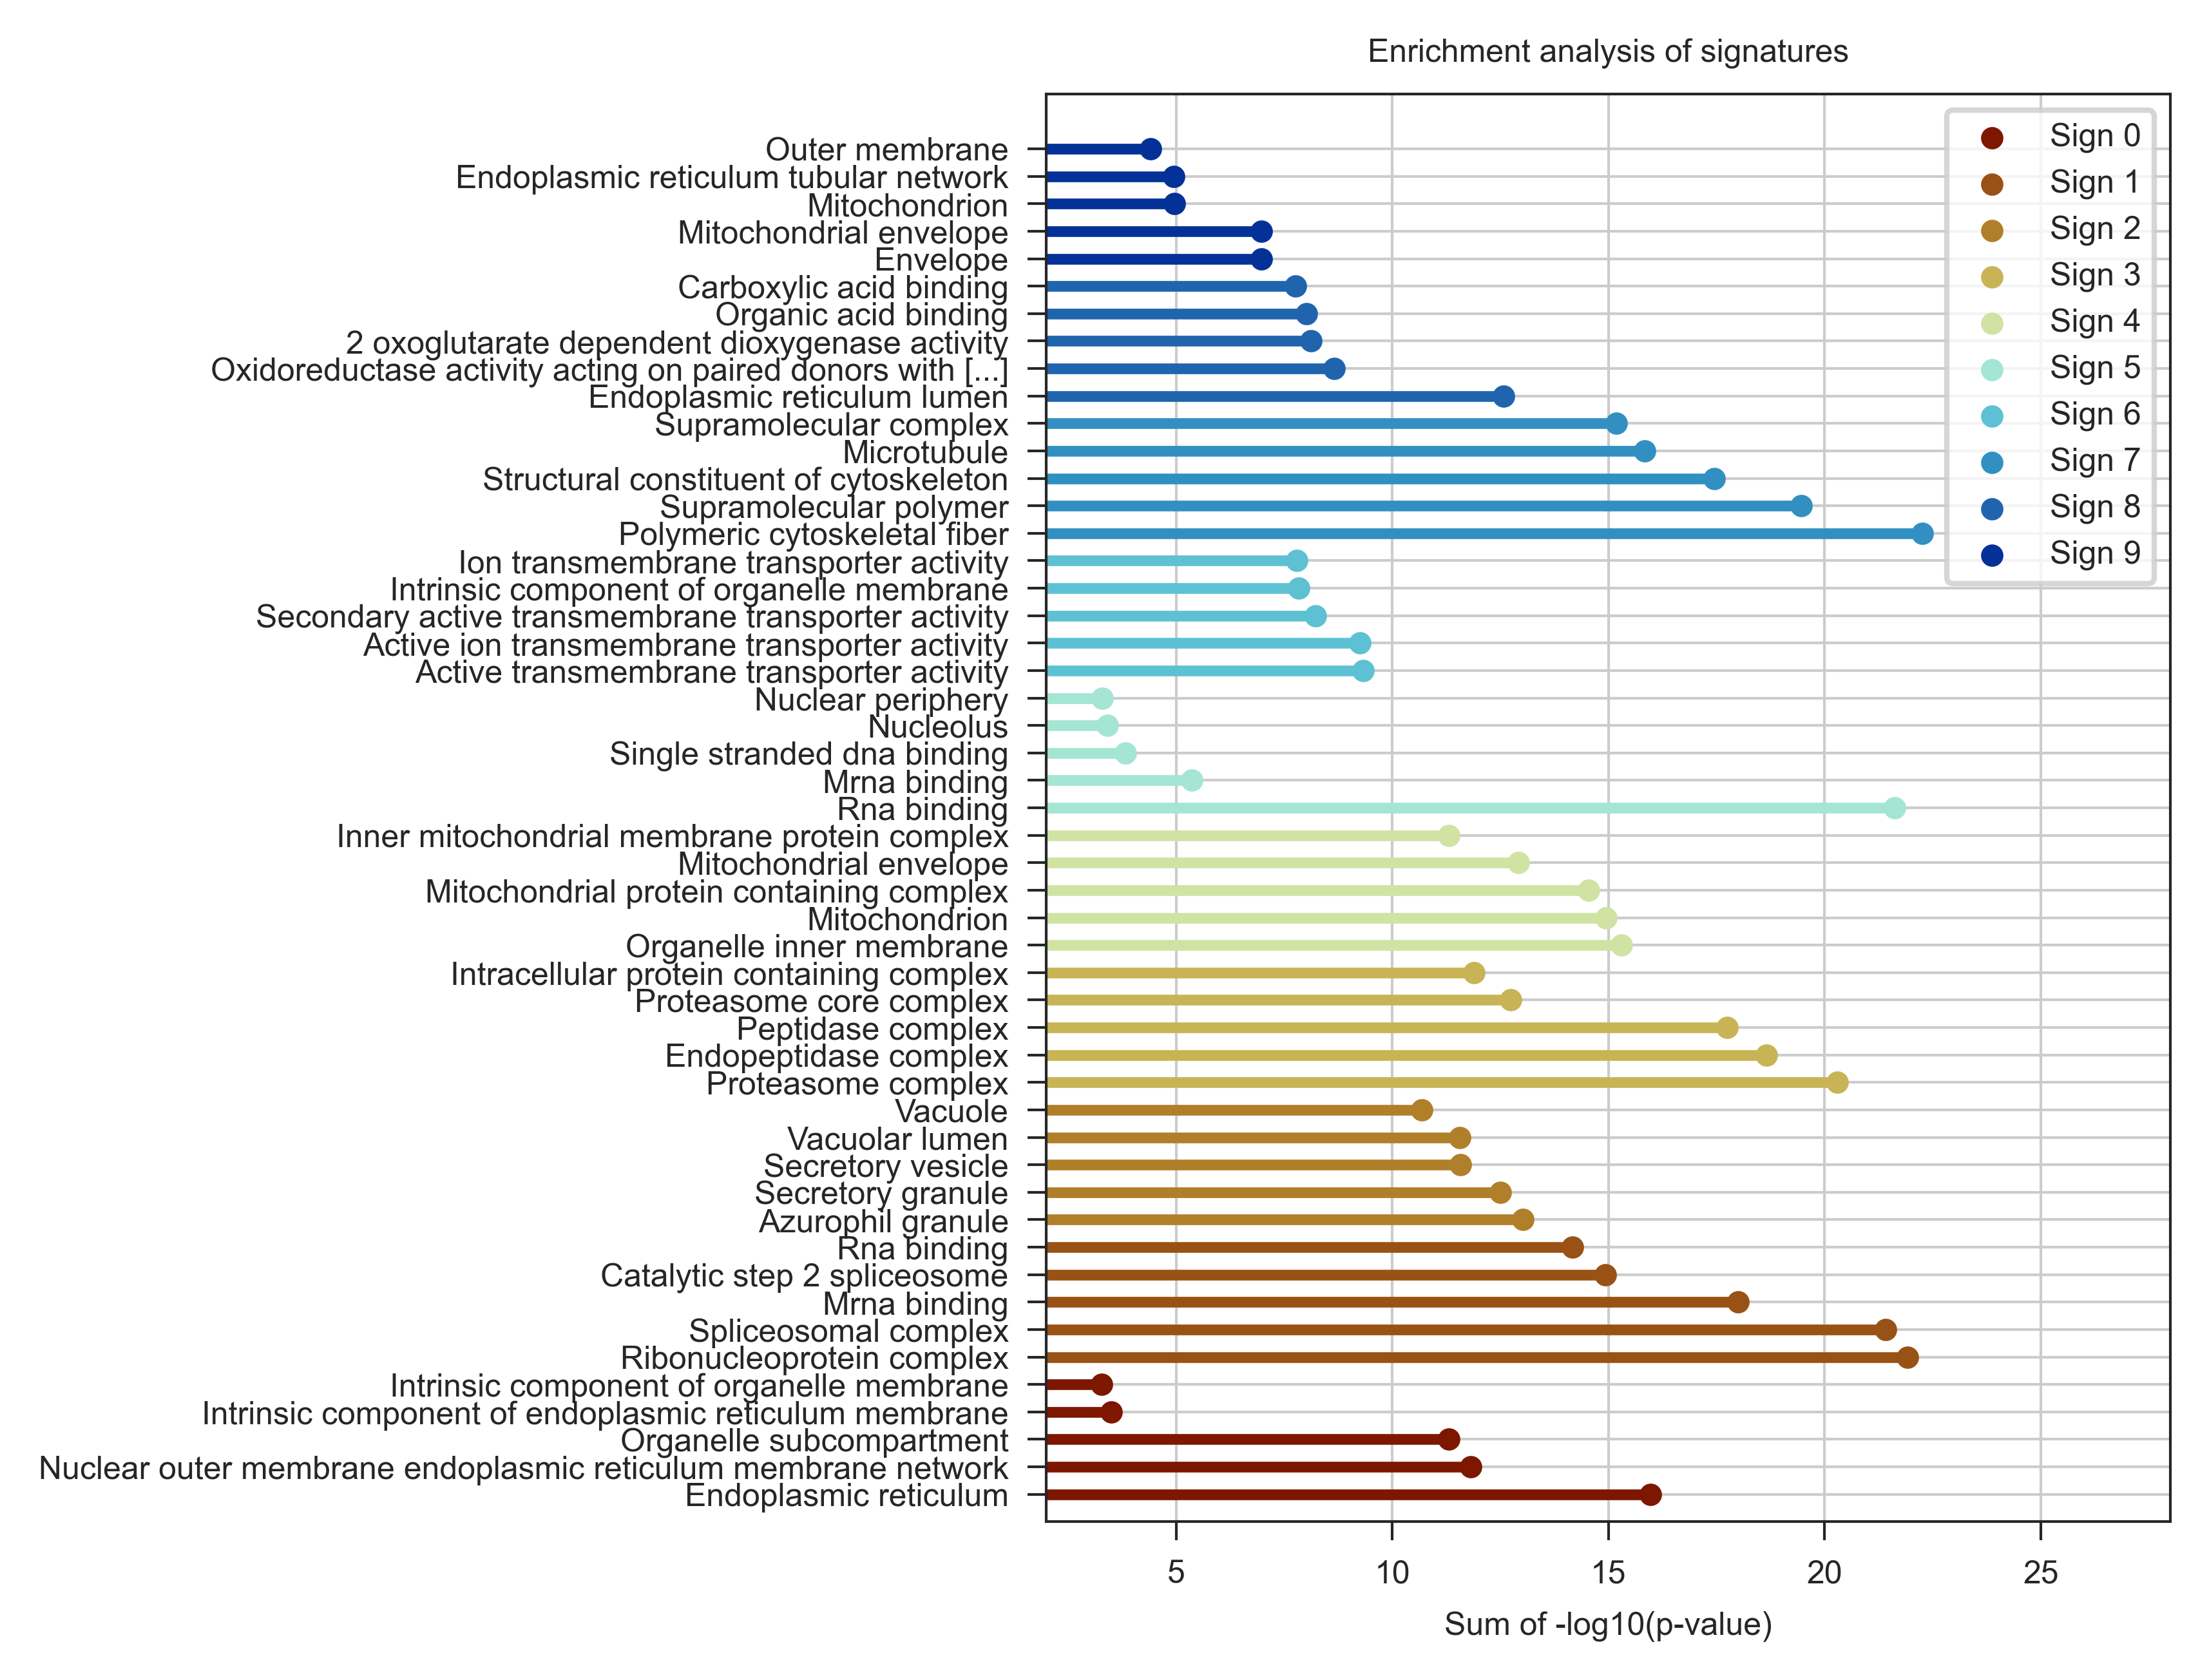 Enrichment analysis of signatures
Outer membrane
Endoplasmic reticulum tubular network
Mitochondrion
Mitochondrial envelope
Envelope
Carboxylic acid binding
Organic acid binding
2 oxoglutarate dependent dioxygenase activity
Oxidoreductase activity acting on paired donors with [...]
Endoplasmic reticulum lumen
Supramolecular complex
Microtubule
Structural constituent of cytoskeleton
Supramolecular polymer
Polymeric cytoskeletal fiber
Ion transmembrane transporter activity
Intrinsic component of organelle membrane
Secondary active transmembrane transporter activity
Active ion transmembrane transporter activity
Active transmembrane transporter activity
Nuclear periphery
Nucleolus
Single stranded dna binding
Mrna binding
Rna binding
Inner mitochondrial membrane protein complex
Mitochondrial envelope
Mitochondrial protein containing complex
Mitochondrion
Organelle inner membrane
Intracellular protein containing complex
Proteasome core complex
Peptidase complex
Endopeptidase complex
Proteasome complex
Vacuole
Vacuolar lumen
Secretory vesicle
Secretory granule
Azurophil granule
Rna binding
Catalytic step 2 spliceosome
Mrna binding
Spliceosomal complex
Ribonucleoprotein complex
Intrinsic component of organelle membrane
Intrinsic component of endoplasmic reticulum membrane
Organelle subcompartment
Nuclear outer membrane endoplasmic reticulum membrane network
Endoplasmic reticulum
Sign 0
Sign 1
Sign 2
Sign 3
Sign 4
Sign 5
Sign 6
Sign 7
Sign 8
Sign 9
5 10 15 20 25
Sum of -log10(p-value)